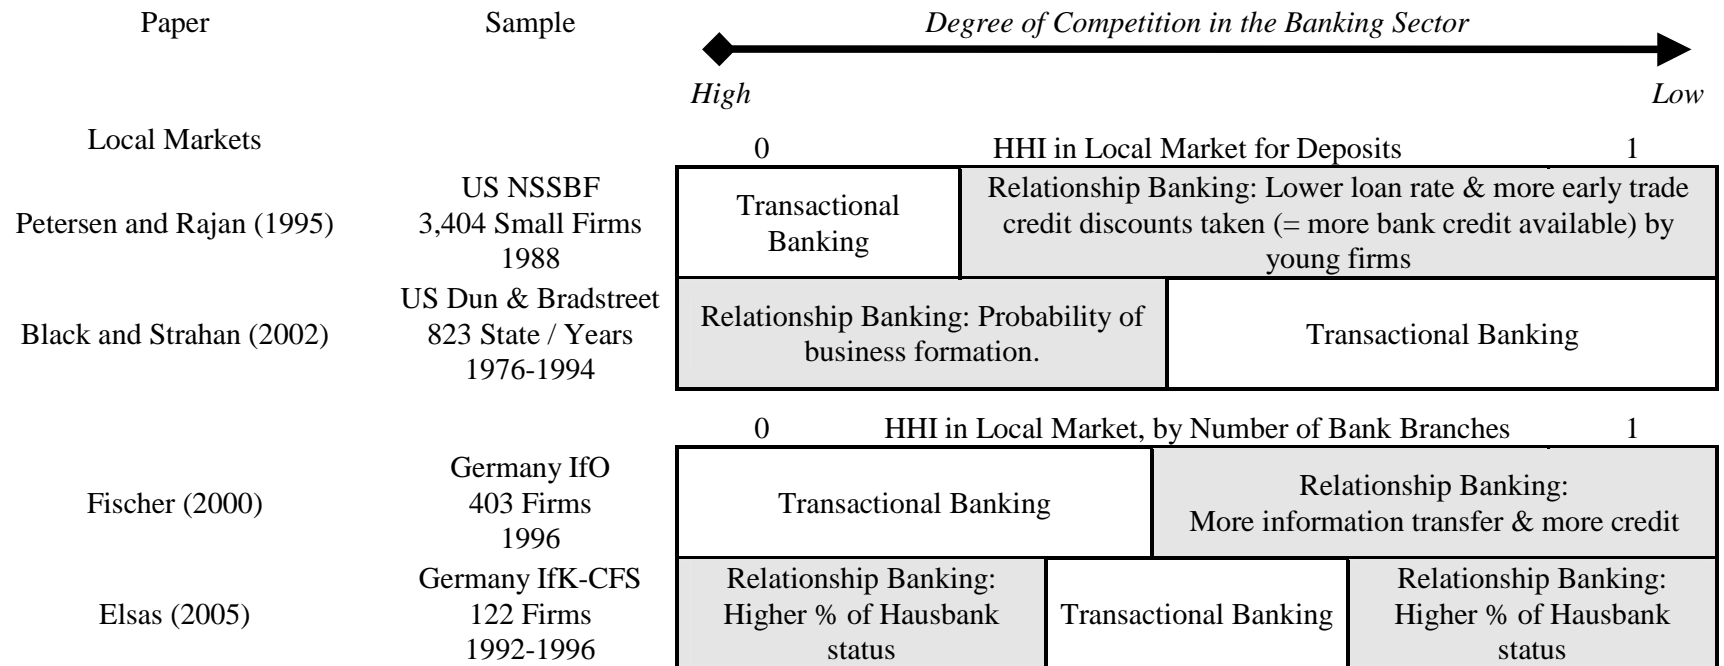 Paper
Sample
Degree of Competition in the Banking Sector
High
Low
Local Markets
0
HHI in Local Market for Deposits
1
Petersen and Rajan (1995)
US NSSBF
3,404 Small Firms
1988
Transactional
Banking
Relationship Banking: Lower loan rate & more early trade
credit discounts taken (= more bank credit available) by
young firms
Black and Strahan (2002)
US Dun & Bradstreet
823 State / Years
1976-1994
Relationship Banking: Probability of
business formation.
Transactional Banking
0
HHI in Local Market, by Number of Bank Branches
1
Fischer (2000)
Germany IfO
403 Firms
1996
Transactional Banking
Relationship Banking:
More information transfer & more credit
Elsas (2005)
Germany IfK-CFS
122 Firms
1992-1996
Relationship Banking:
Higher % of Hausbank
status
Transactional Banking
Relationship Banking:
Higher % of Hausbank
status